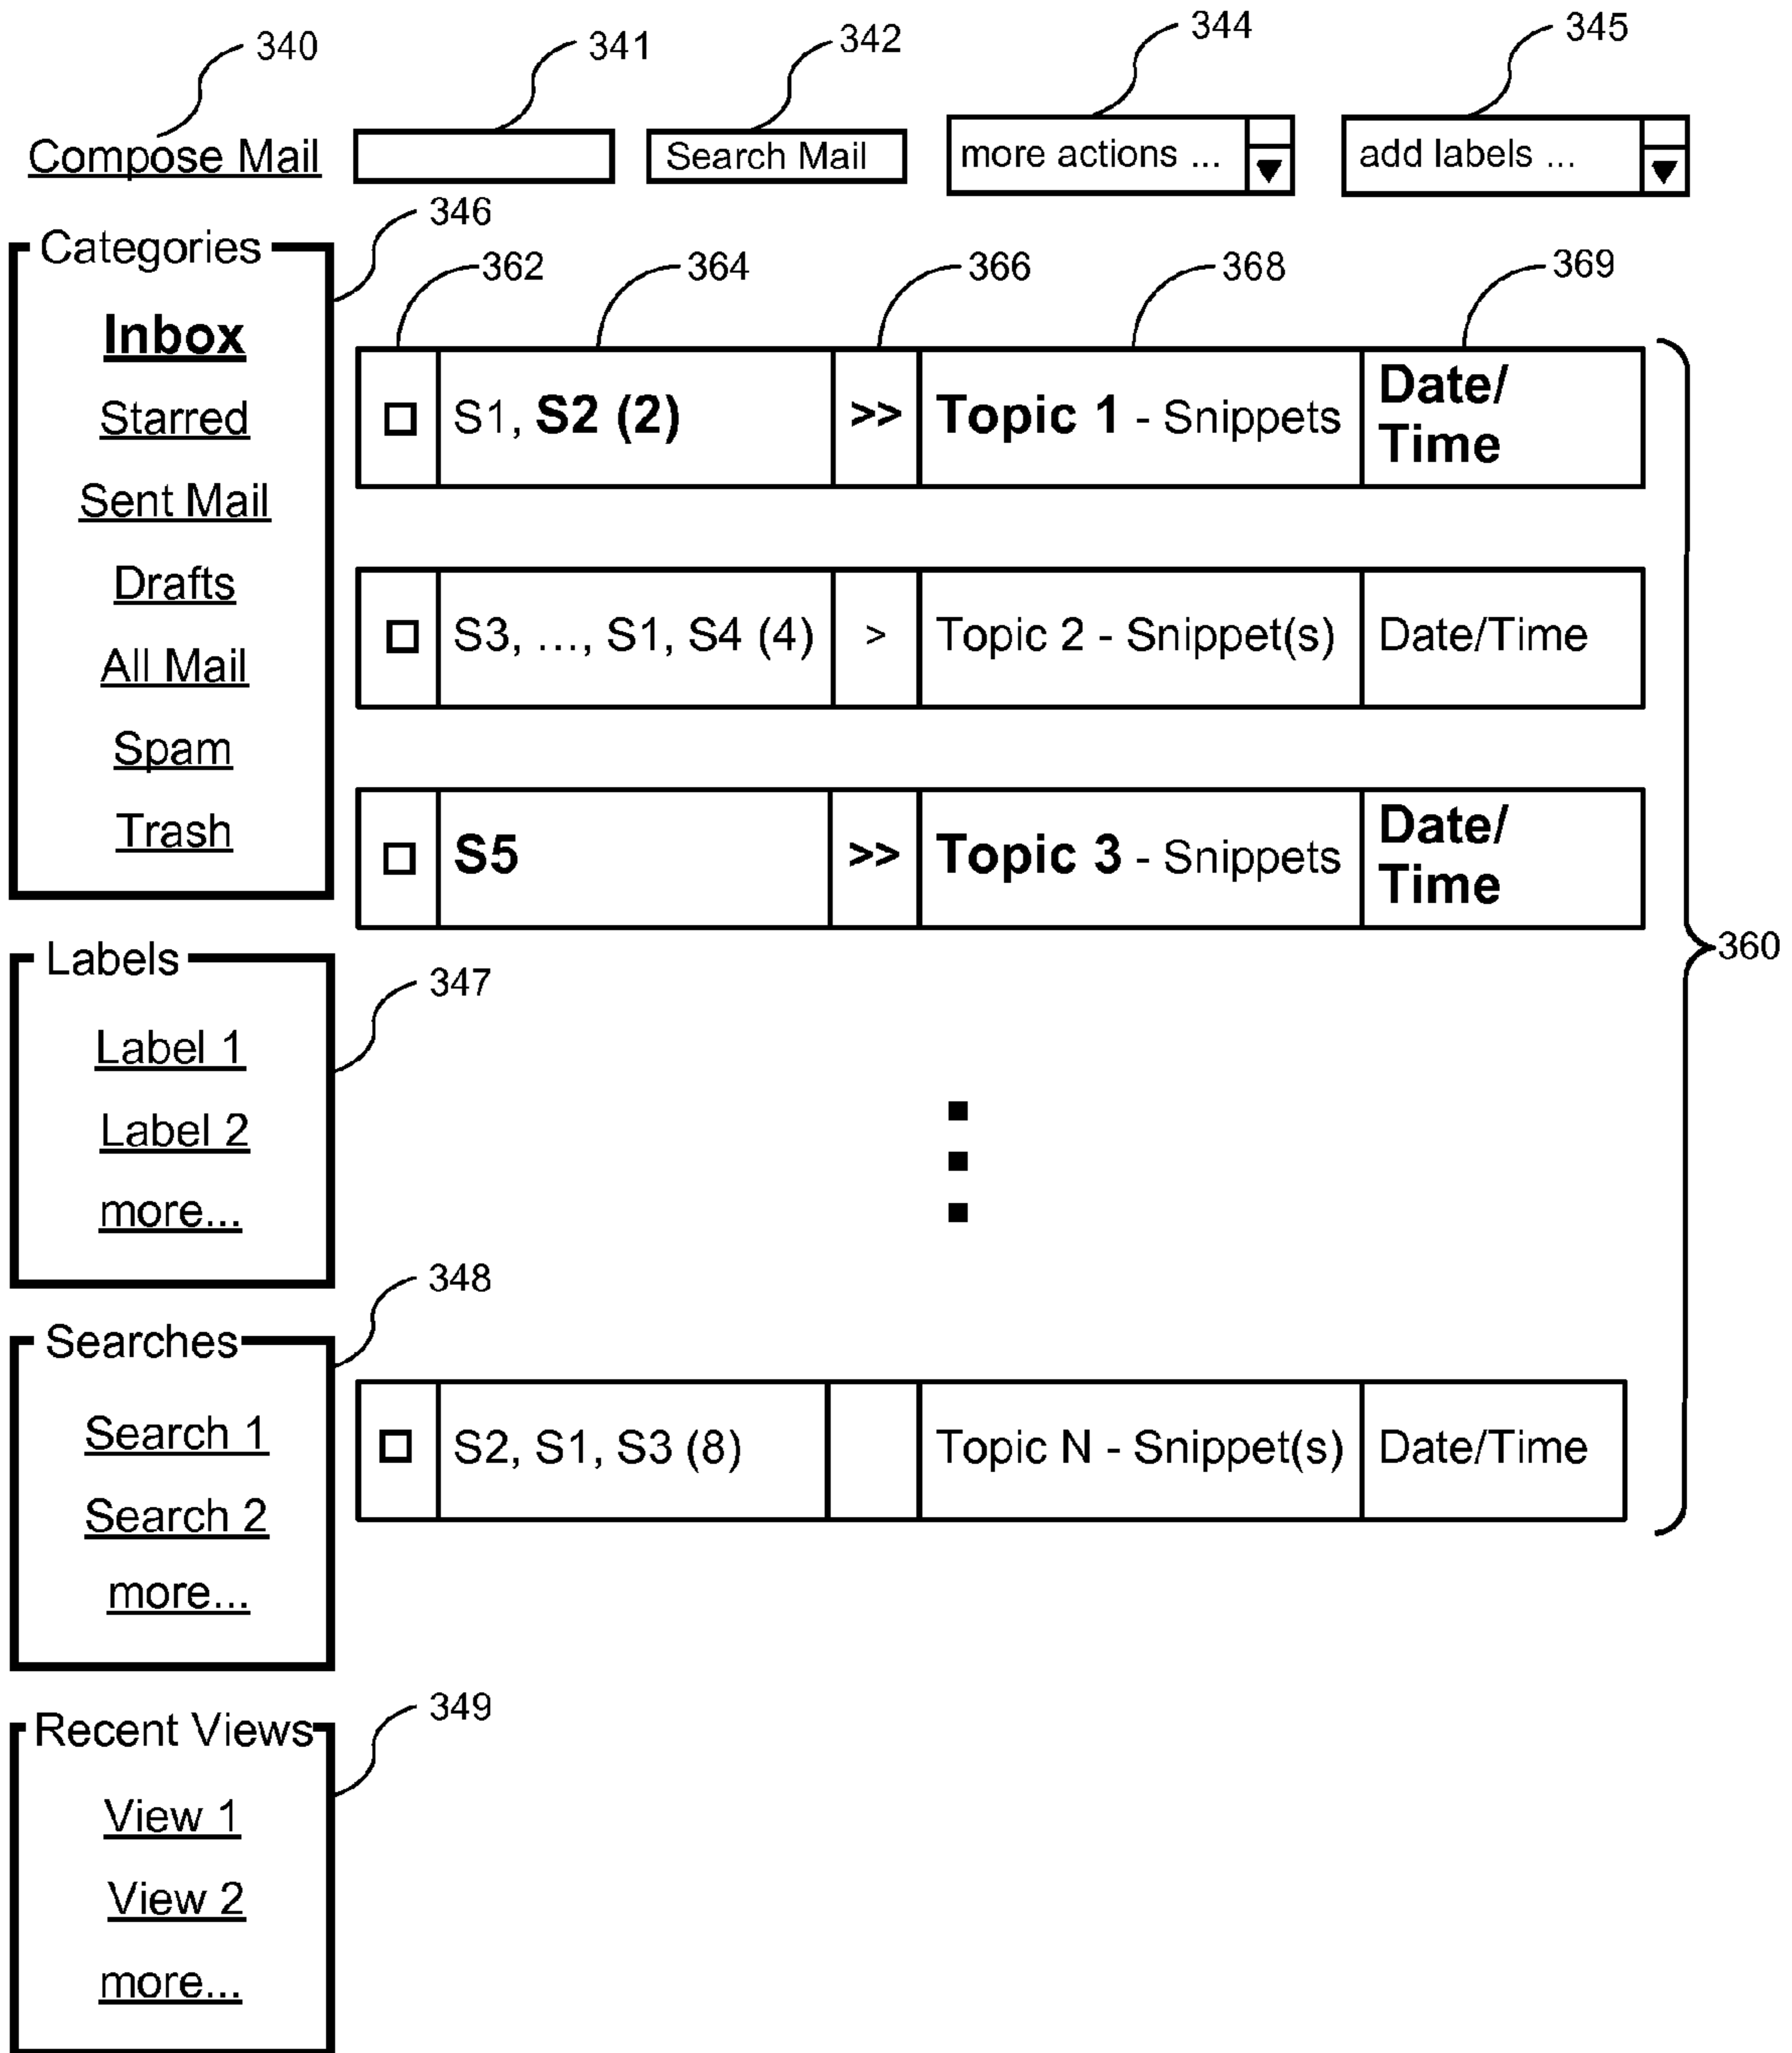 340 341 342 344 345
Compose Mail Search Mail more actions ... add labels ...
346
Categories
Inbox
Starred
Sent Mail
Drafts
All Mail
Spam
Trash
362 364 366 368 369
S1, S2 (2) >> Topic 1 - Snippets Date/
Time
S3, ..., S1, S4 (4) > Topic 2 - Snippet(s) Date/Time
S5 >> Topic 3 - Snippets Date/
Time
360
Labels
347
Label 1
Label 2
more...
348
Searches
Search 1
Search 2
more...
S2, S1, S3 (8) Topic N - Snippet(s) Date/Time
349
Recent Views
View 1
View 2
more...